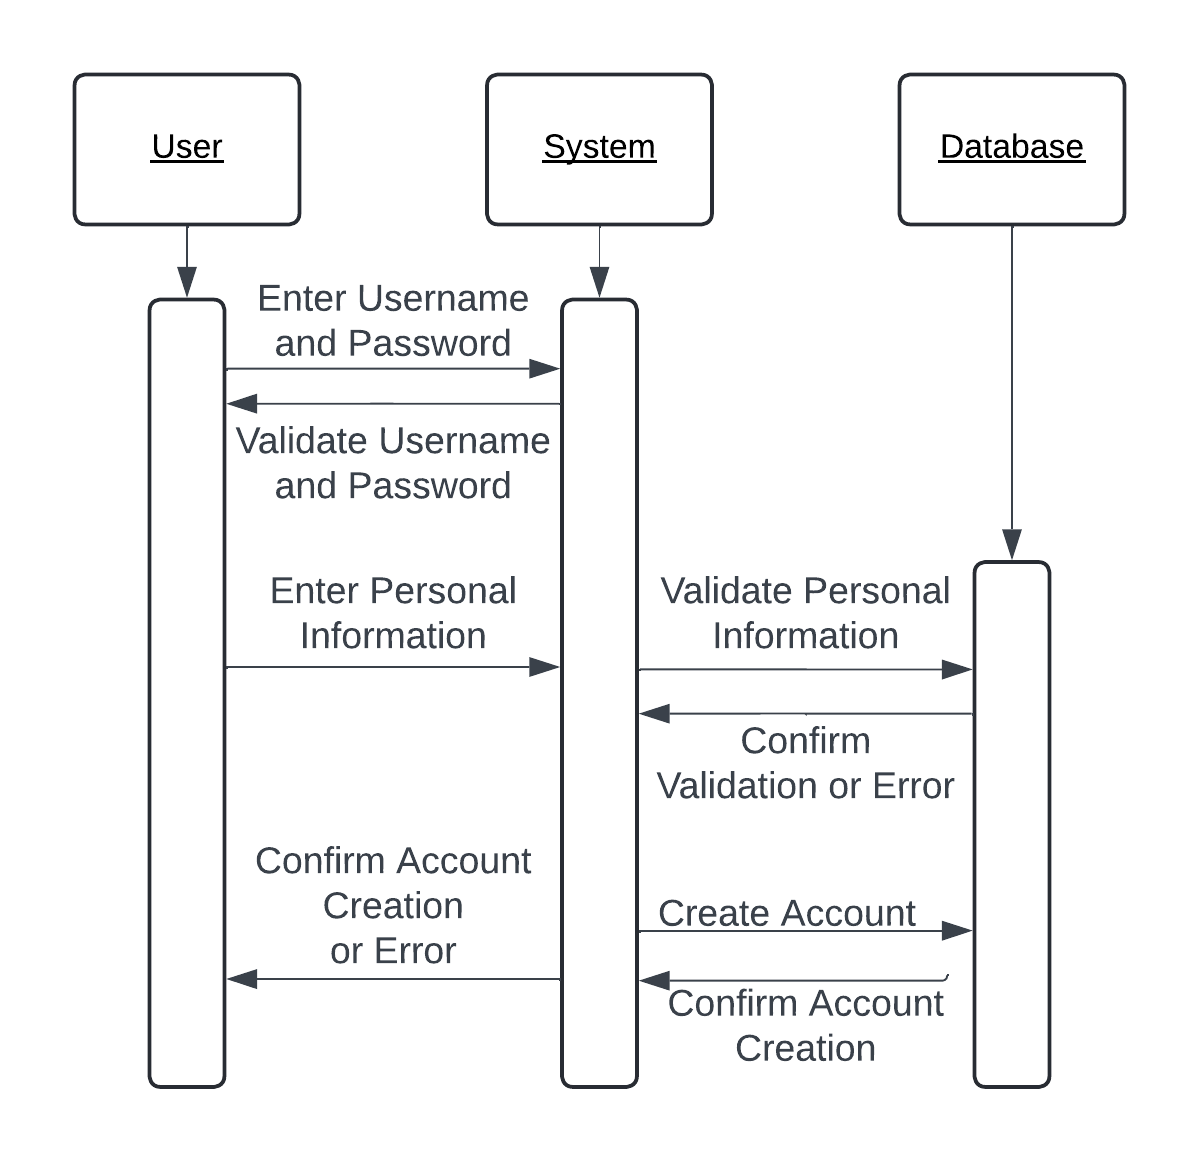 User
System
Database
Enter Username
and Password
Validate Username
and Password
Enter Personal
Information
Validate Personal
Information
Confirm
Validation or Error
Confirm Account
Creation
or Error
Create Account
Confirm Account
Creation